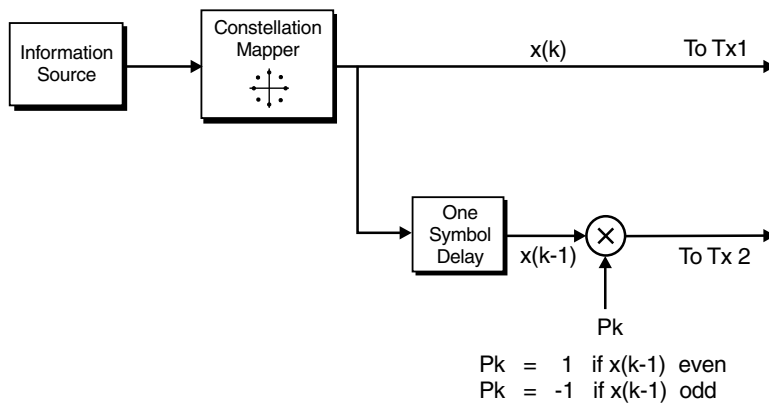 Information
Source
Constellation
Mapper
x(k)
To Tx1
One
Symbol
Delay
x(k-1)
To Tx 2
Pk
Pk = 1 if x(k-1) even
Pk = -1 if x(k-1) odd